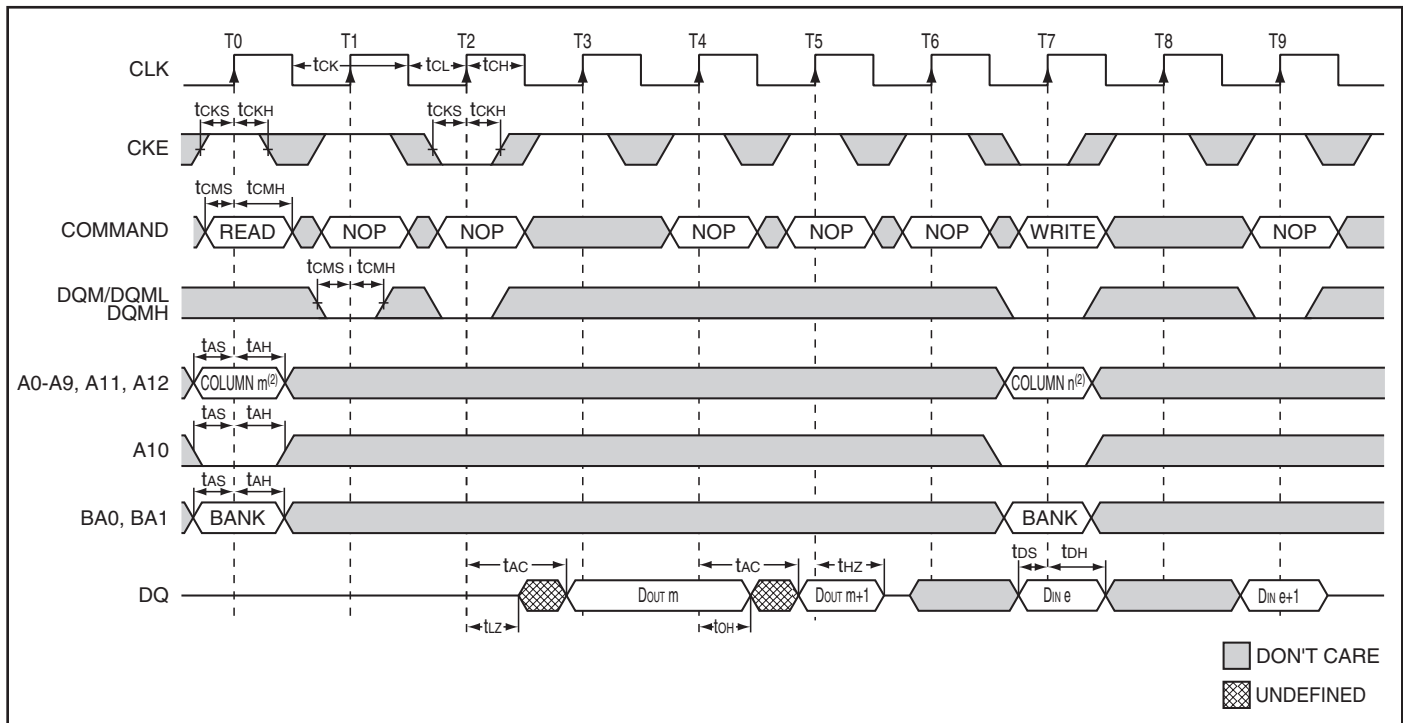 T0 T1 T2 T3 T4 T5 T6 T7 T8 T9
CLK tCK tCL tCH
tCKS tCKH tCKS tCKH
CKE
tCMS tCMH
COMMAND READ NOP NOP NOP NOP NOP WRITE NOP
tCMS tCMH
DQM/DQML
DQMH
tAS tAH
A0-A9, A11, A12 COLUMN m(2) COLUMN n(2)
tAS tAH
A10
tAS tAH
BA0, BA1 BANK BANK
tAC tAC tHZ tDS tDH
DQ DOUT m DOUT m+1 DIN e DIN e+1
tLZ tOH
DON'T CARE
UNDEFINED